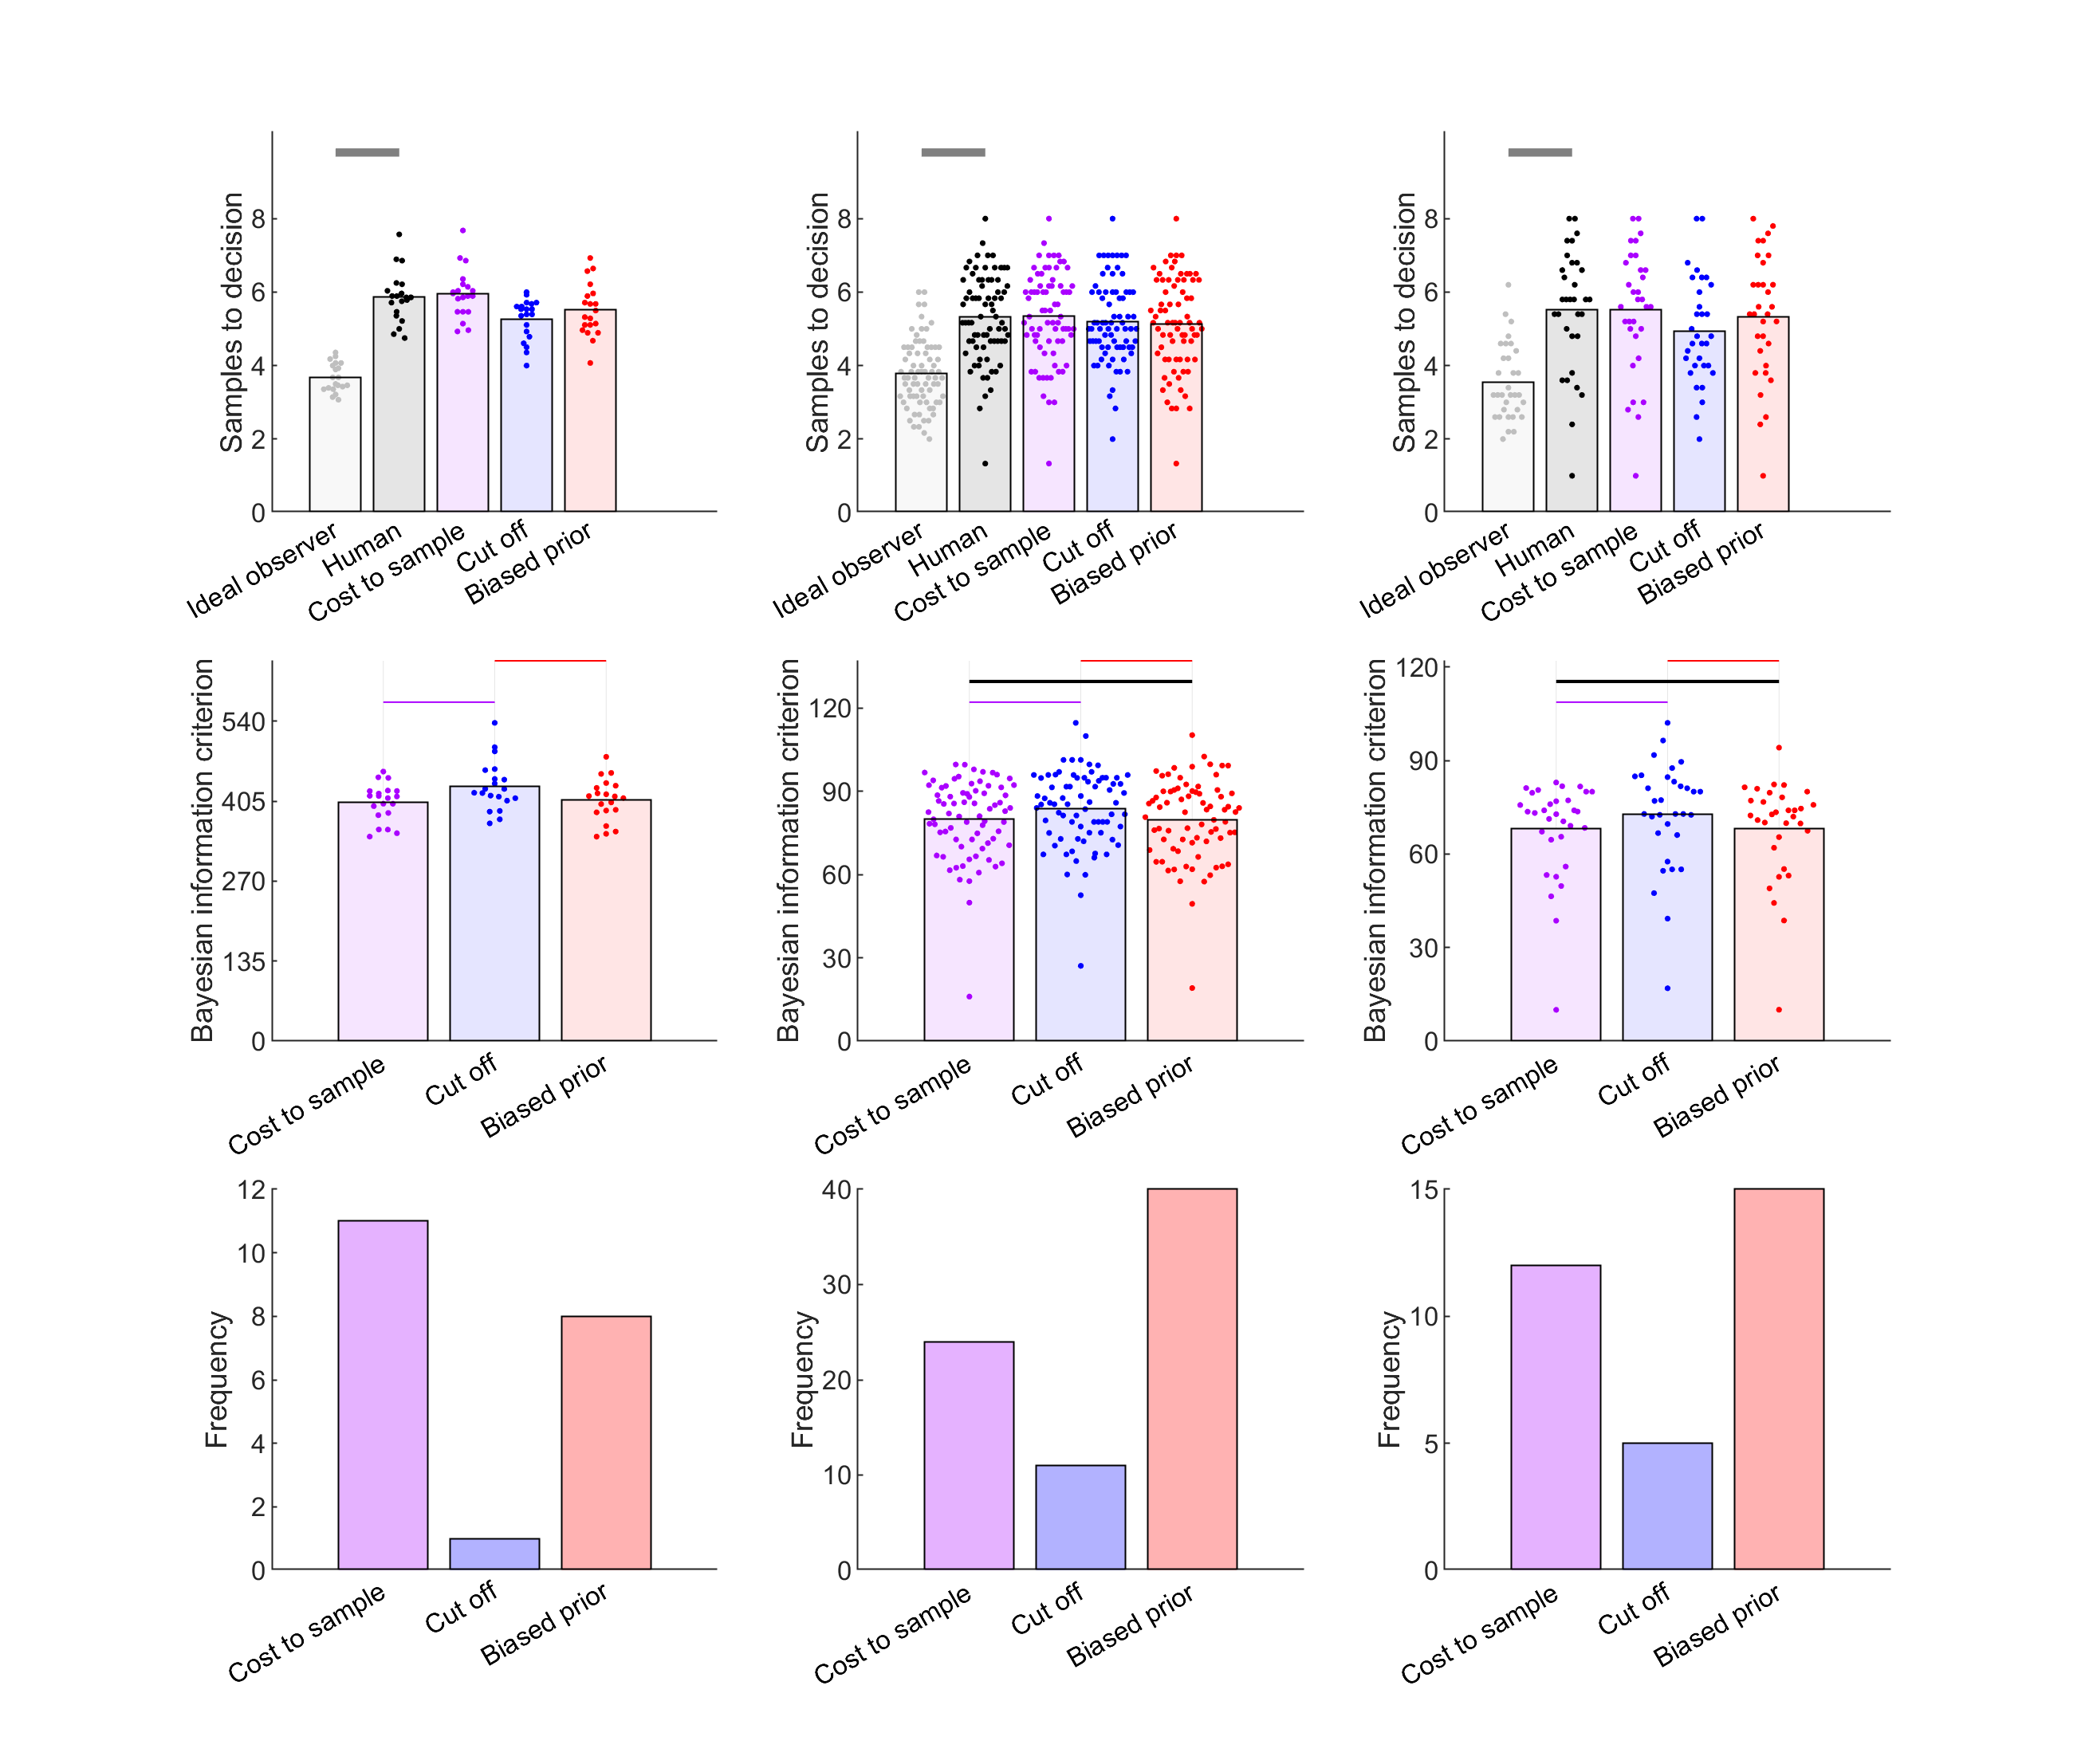 Samples to decision
8
6
4
2
0
Ideal observer
Human
Cost to sample
Cut off
Biased prior
Samples to decision
8
6
4
2
0
Ideal observer
Human
Cost to sample
Cut off
Biased prior
Samples to decision
8
6
4
2
0
Ideal observer
Human
Cost to sample
Cut off
Biased prior
Bayesian information criterion
540
405
270
135
0
Cost to sample
Cut off
Biased prior
Bayesian information criterion
120
90
60
30
0
Cost to sample
Cut off
Biased prior
Bayesian information criterion
120
90
60
30
0
Cost to sample
Cut off
Biased prior
Frequency
12
10
8
6
4
2
0
Cost to sample
Cut off
Biased prior
Frequency
40
30
20
10
0
Cost to sample
Cut off
Biased prior
Frequency
15
10
5
0
Cost to sample
Cut off
Biased prior